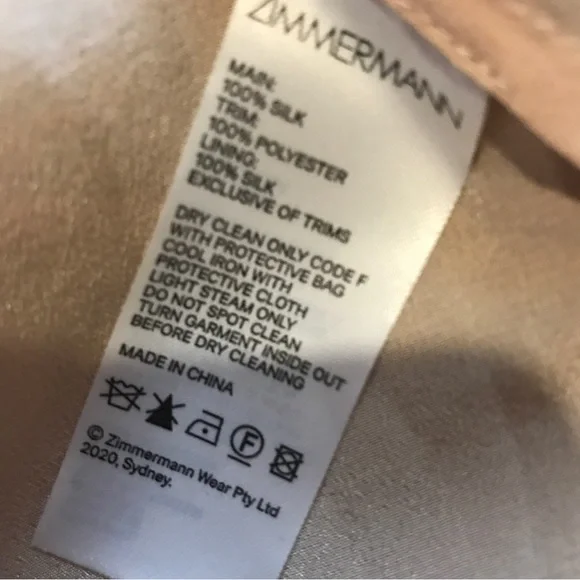 ZIMMERMANN
MAIN:
100% SILK
TRIM:
100% POLYESTER
LINING:
100% SILK
EXCLUSIVE OF TRIMS
DRY CLEAN ONLY CODE F
WITH PROTECTIVE BAG
COOL IRON WITH
PROTECTIVE CLOTH
LIGHT STEAM ONLY
DO NOT SPOT CLEAN
TURN GARMENT INSIDE OUT
BEFORE DRY CLEANING
MADE IN CHINA
F
© Zimmermann Wear Pty Ltd
2020, Sydney.